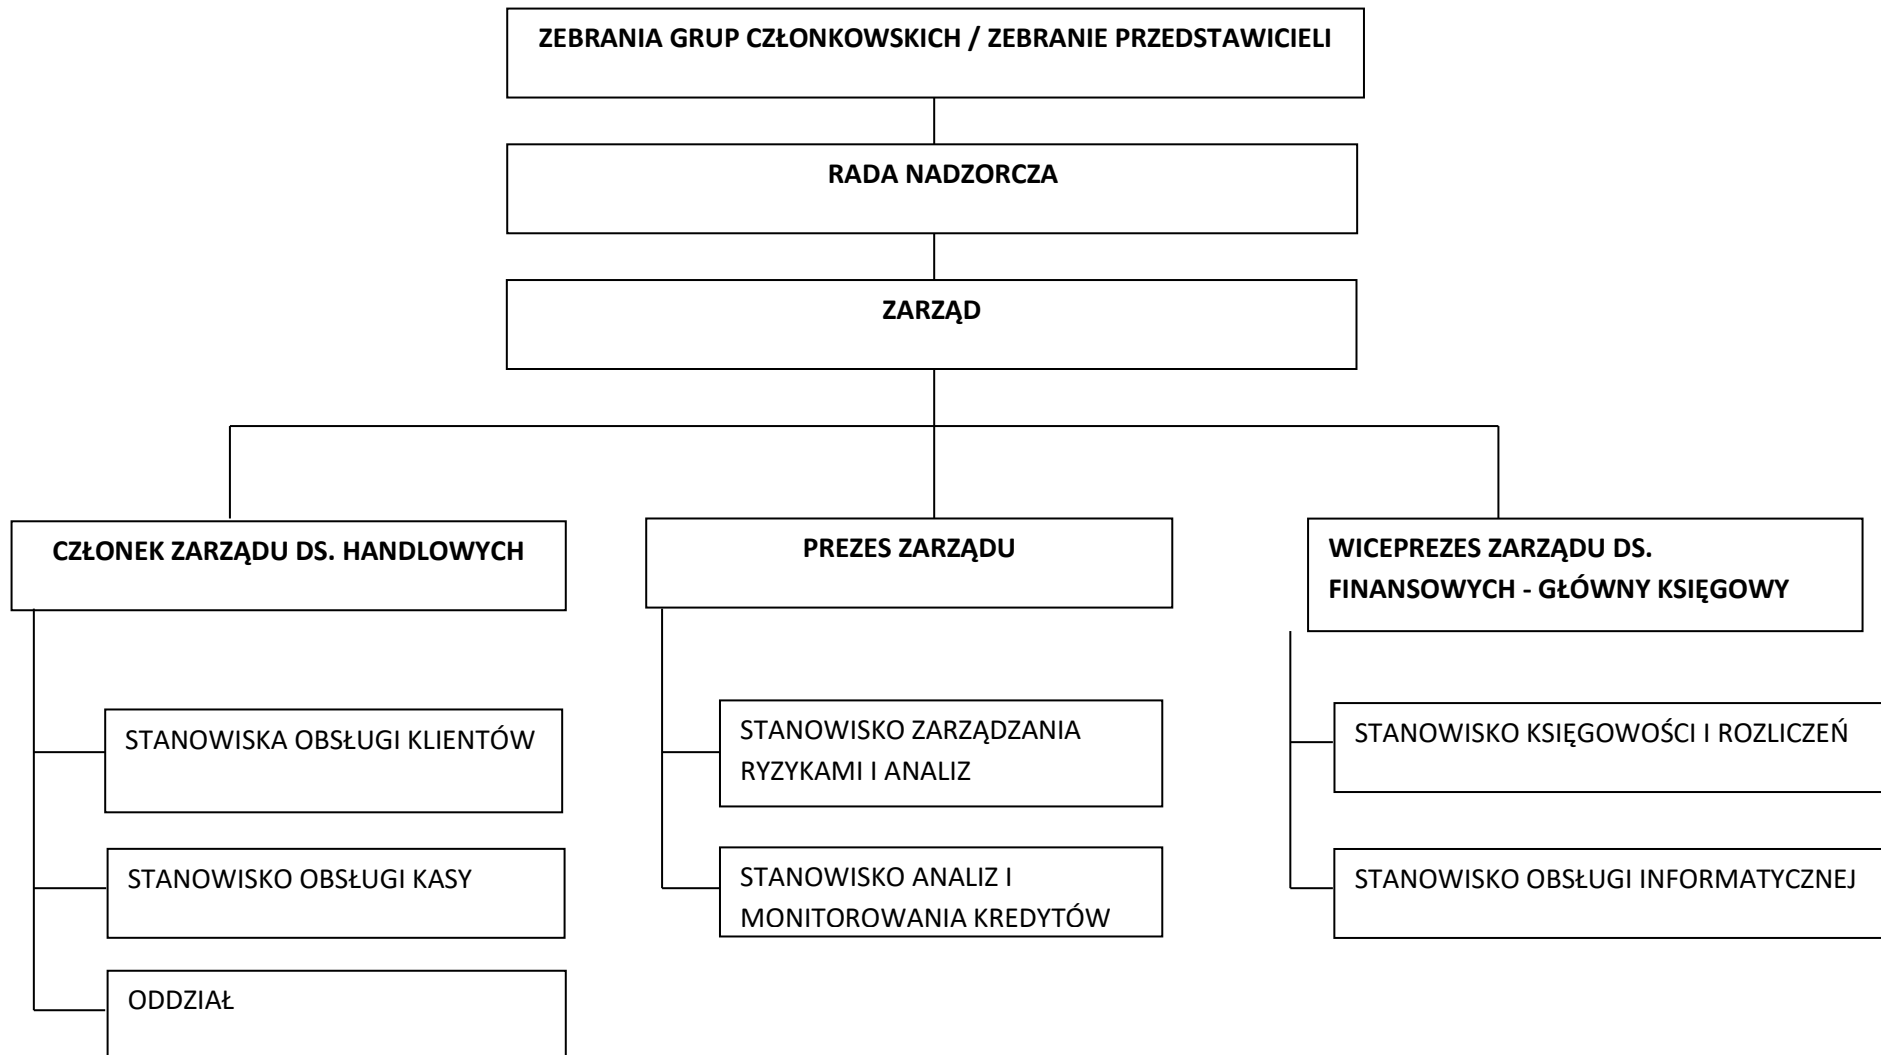 ZEBRANIA GRUP CZŁONKOWSKICH / ZEBRANIE PRZEDSTAWICIELI
RADA NADZORCZA
ZARZĄD
CZŁONEK ZARZĄDU DS. HANDLOWYCH
STANOWISKA OBSŁUGI KLIENTÓW
STANOWISKO OBSŁUGI KASY
ODDZIAŁ
PREZES ZARZĄDU
STANOWISKO ZARZĄDZANIA
RYZYKAMI I ANALIZ
STANOWISKO ANALIZ I
MONITOROWANIA KREDYTÓW
WICEPREZES ZARZĄDU DS.
FINANSOWYCH - GŁÓWNY KSIĘGOWY
STANOWISKO KSIĘGOWOŚCI I ROZLICZEŃ
STANOWISKO OBSŁUGI INFORMATYCZNEJ